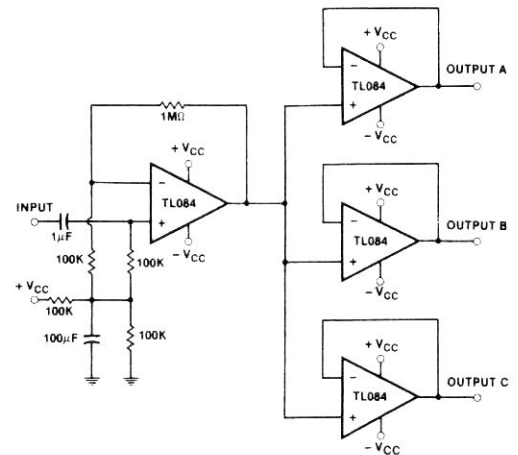 + VCC
−
TL084
+
− VCC
OUTPUT A
1MΩ
+ VCC
−
TL084
+
− VCC
INPUT
1µF
100K
100K
+ VCC
100K
100µF
100K
+ VCC
−
TL084
+
− VCC
OUTPUT B
+ VCC
−
TL084
+
− VCC
OUTPUT C